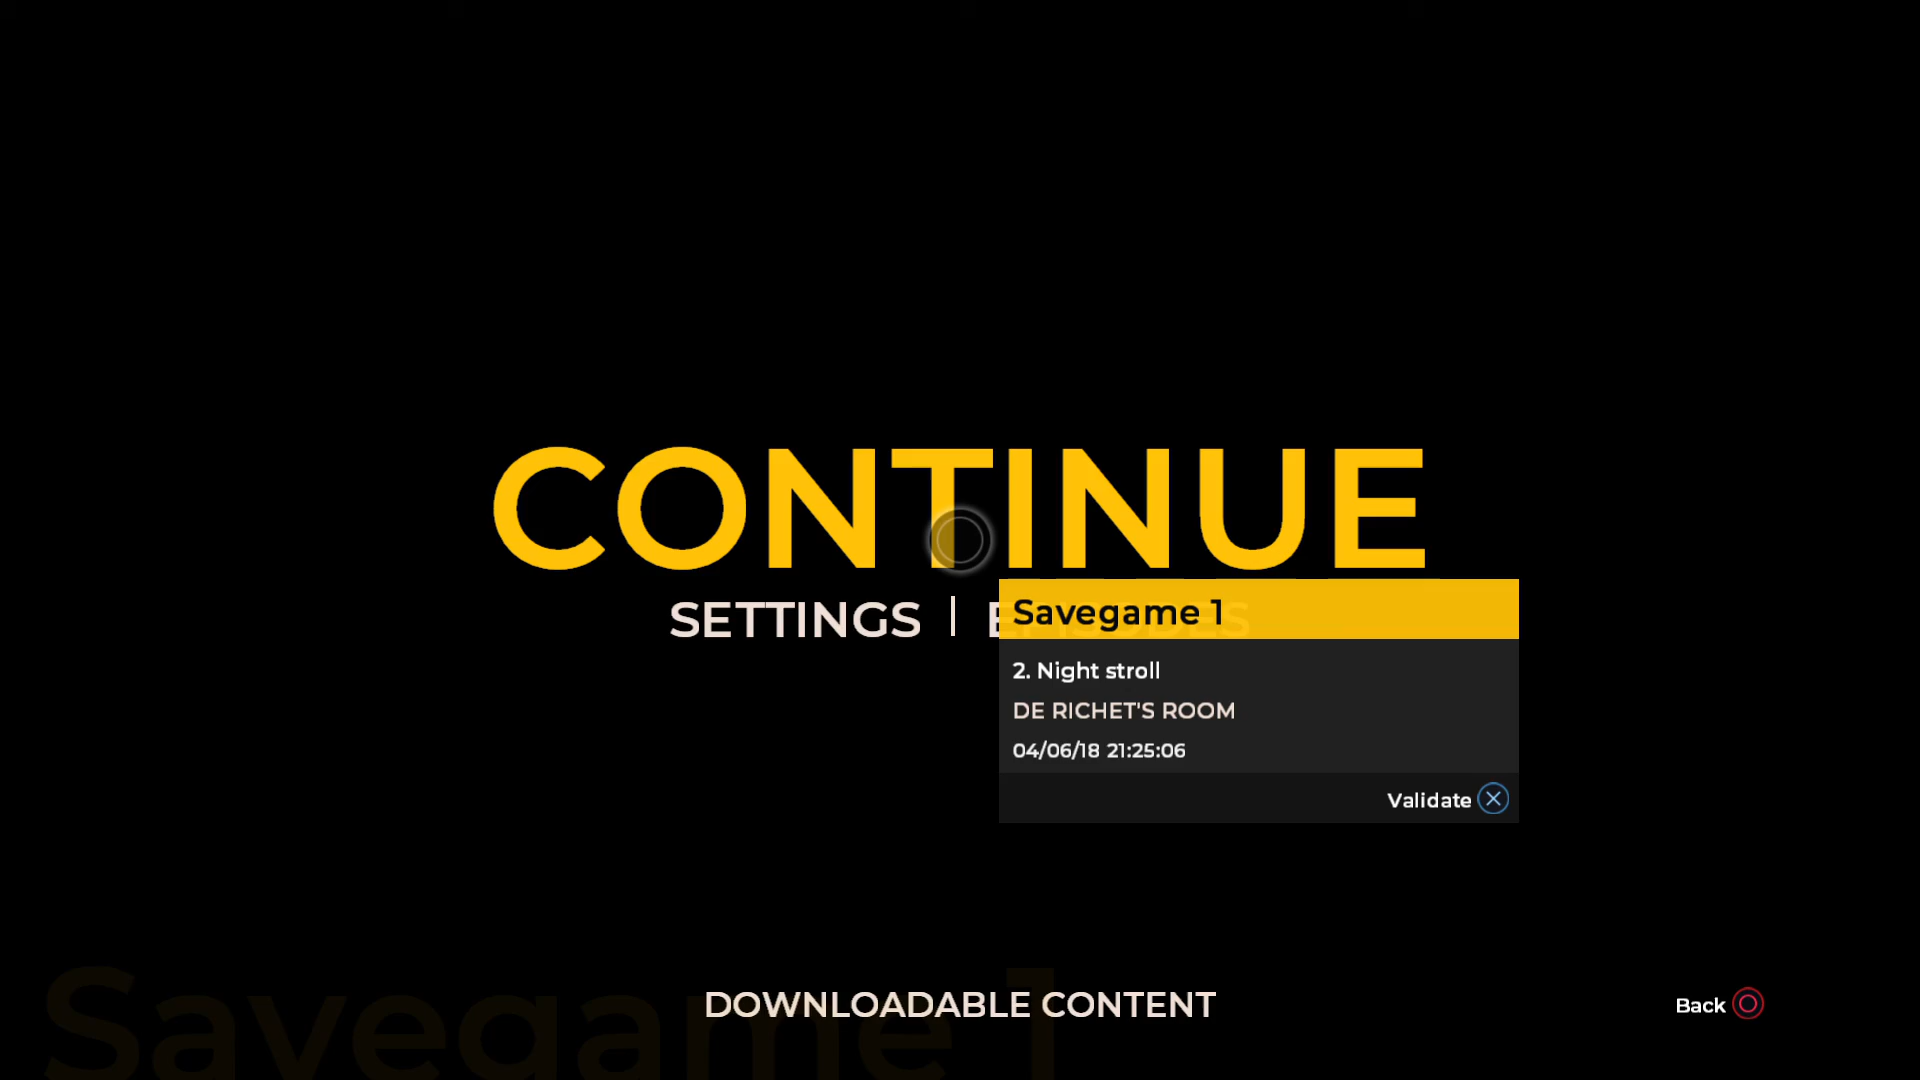 CONTINUE
SETTINGS | EPISODES
Savegame 1
2. Night stroll
DE RICHET'S ROOM
04/06/18 21:25:06
Validate
Savegame 1
DOWNLOADABLE CONTENT
Back